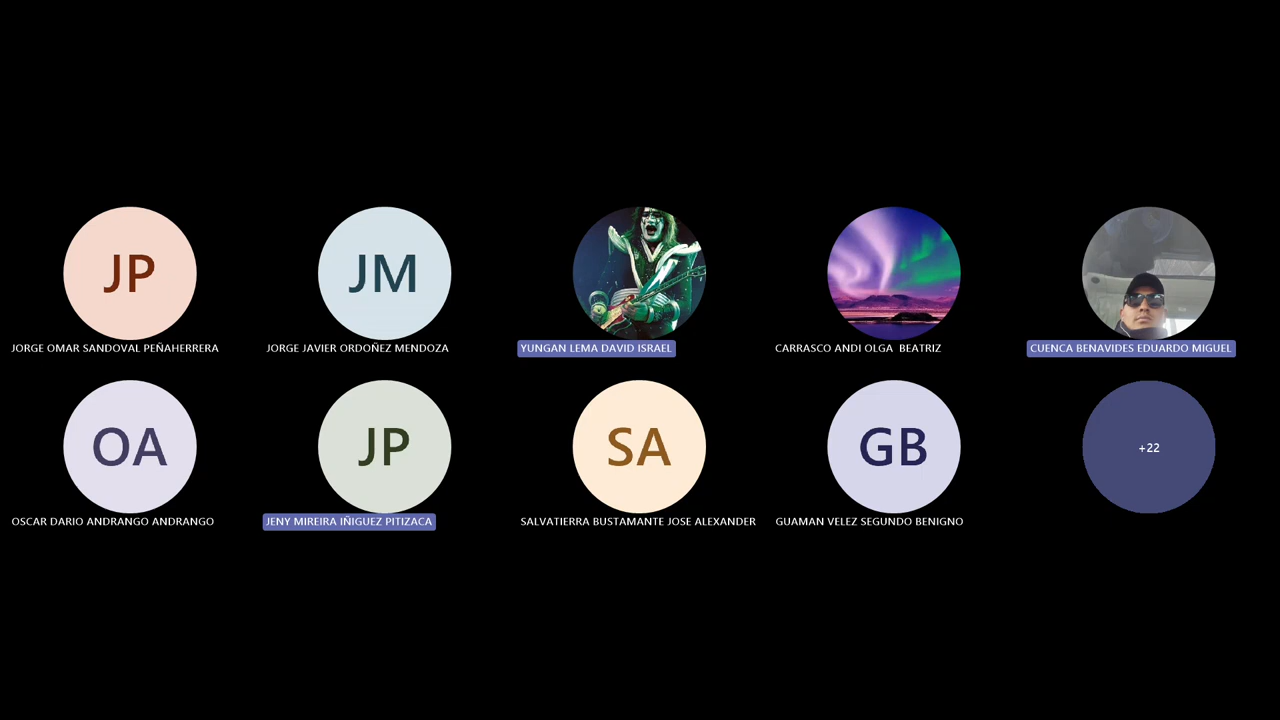 JP
JM
JORGE OMAR SANDOVAL PEÑAHERRERA
JORGE JAVIER ORDOÑEZ MENDOZA
YUNGAN LEMA DAVID ISRAEL
CARRASCO ANDI OLGA  BEATRIZ
CUENCA BENAVIDES EDUARDO MIGUEL
OA
JP
SA
GB
+22
OSCAR DARIO ANDRANGO ANDRANGO
JENY MIREIRA IÑIGUEZ PITIZACA
SALVATIERRA BUSTAMANTE JOSE ALEXANDER
GUAMAN VELEZ SEGUNDO BENIGNO